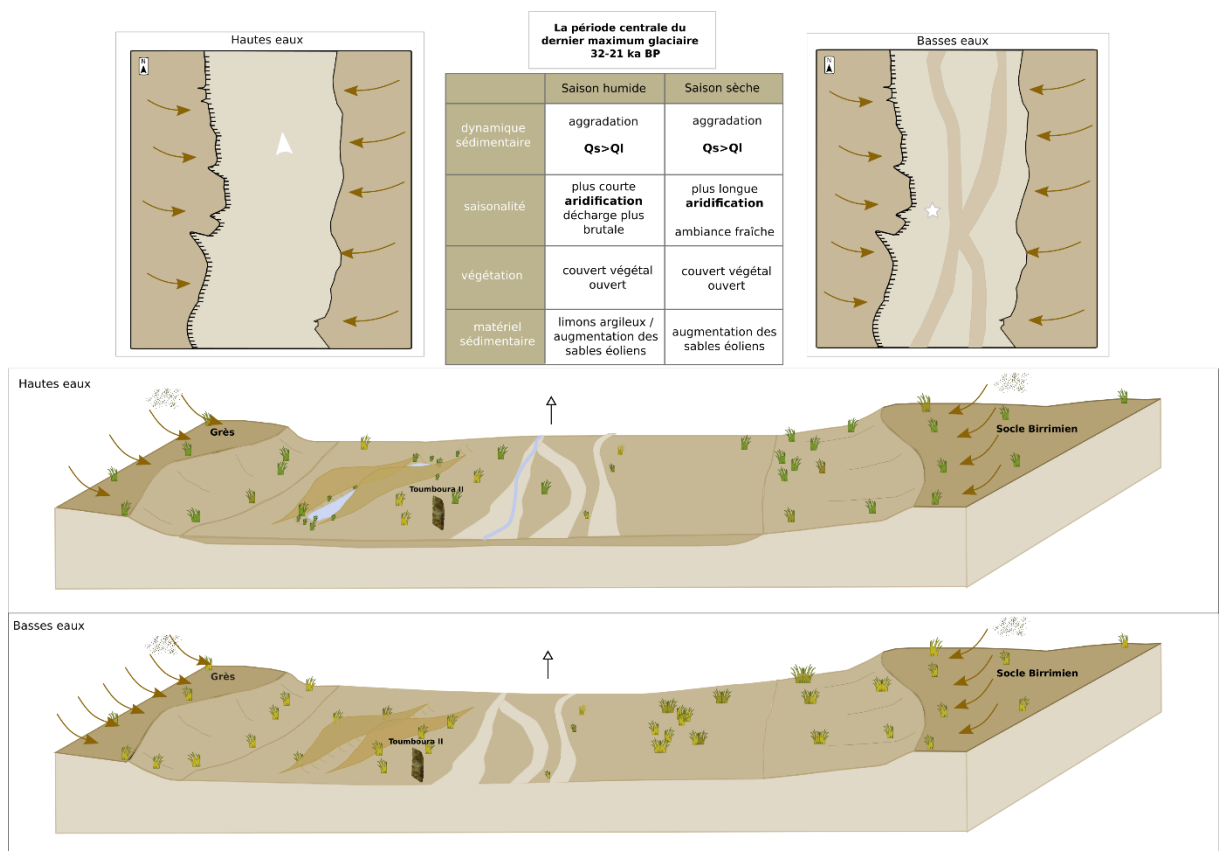 La période centrale du
dernier maximum glaciaire
32-21 ka BP
Hautes eaux
N
Basses eaux
N
Saison humide
Saison sèche
dynamique
sédimentaire
aggradation
Qs>Ql
aggradation
Qs>Ql
saisonalité
plus courte
aridification
décharge plus
brutale
plus longue
aridification
ambiance fraîche
végétation
couvert végétal
ouvert
couvert végétal
ouvert
matériel
sédimentaire
limons argileux /
augmentation des
sables éoliens
augmentation des
sables éoliens
Hautes eaux
Grès
Socle Birrimien
Toumboura II
Basses eaux
Grès
Socle Birrimien
Toumboura II